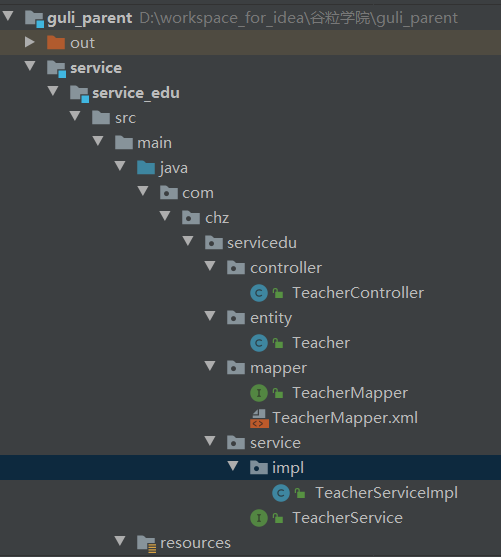 guli_parent D:\workspace_for_idea\谷粒学院\guli_parent
out
service
service_edu
src
main
java
com
chz
servicedu
controller
TeacherController
entity
Teacher
mapper
TeacherMapper
TeacherMapper.xml
service
impl
TeacherServiceImpl
TeacherService
resources